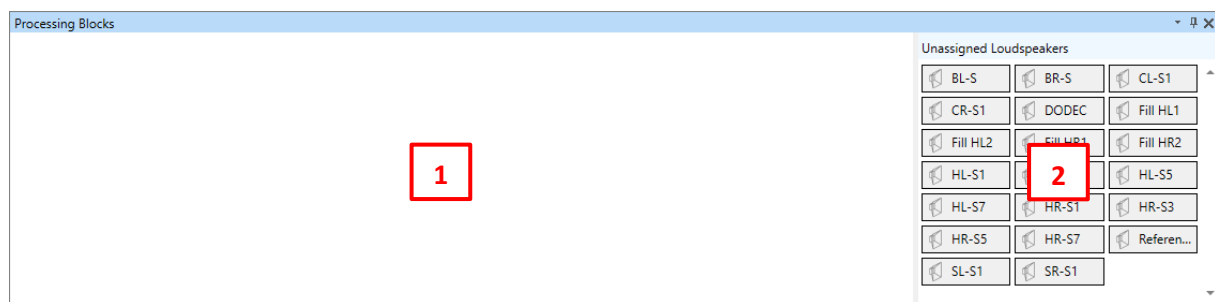 Processing Blocks
Unassigned Loudspeakers
BL-S BR-S CL-S1
CR-S1 DODEC Fill HL1
Fill HL2 Fill HR1 Fill HR2
1
HL-S1 2 HL-S5
HL-S7 HR-S1 HR-S3
HR-S5 HR-S7 Referen...
SL-S1 SR-S1